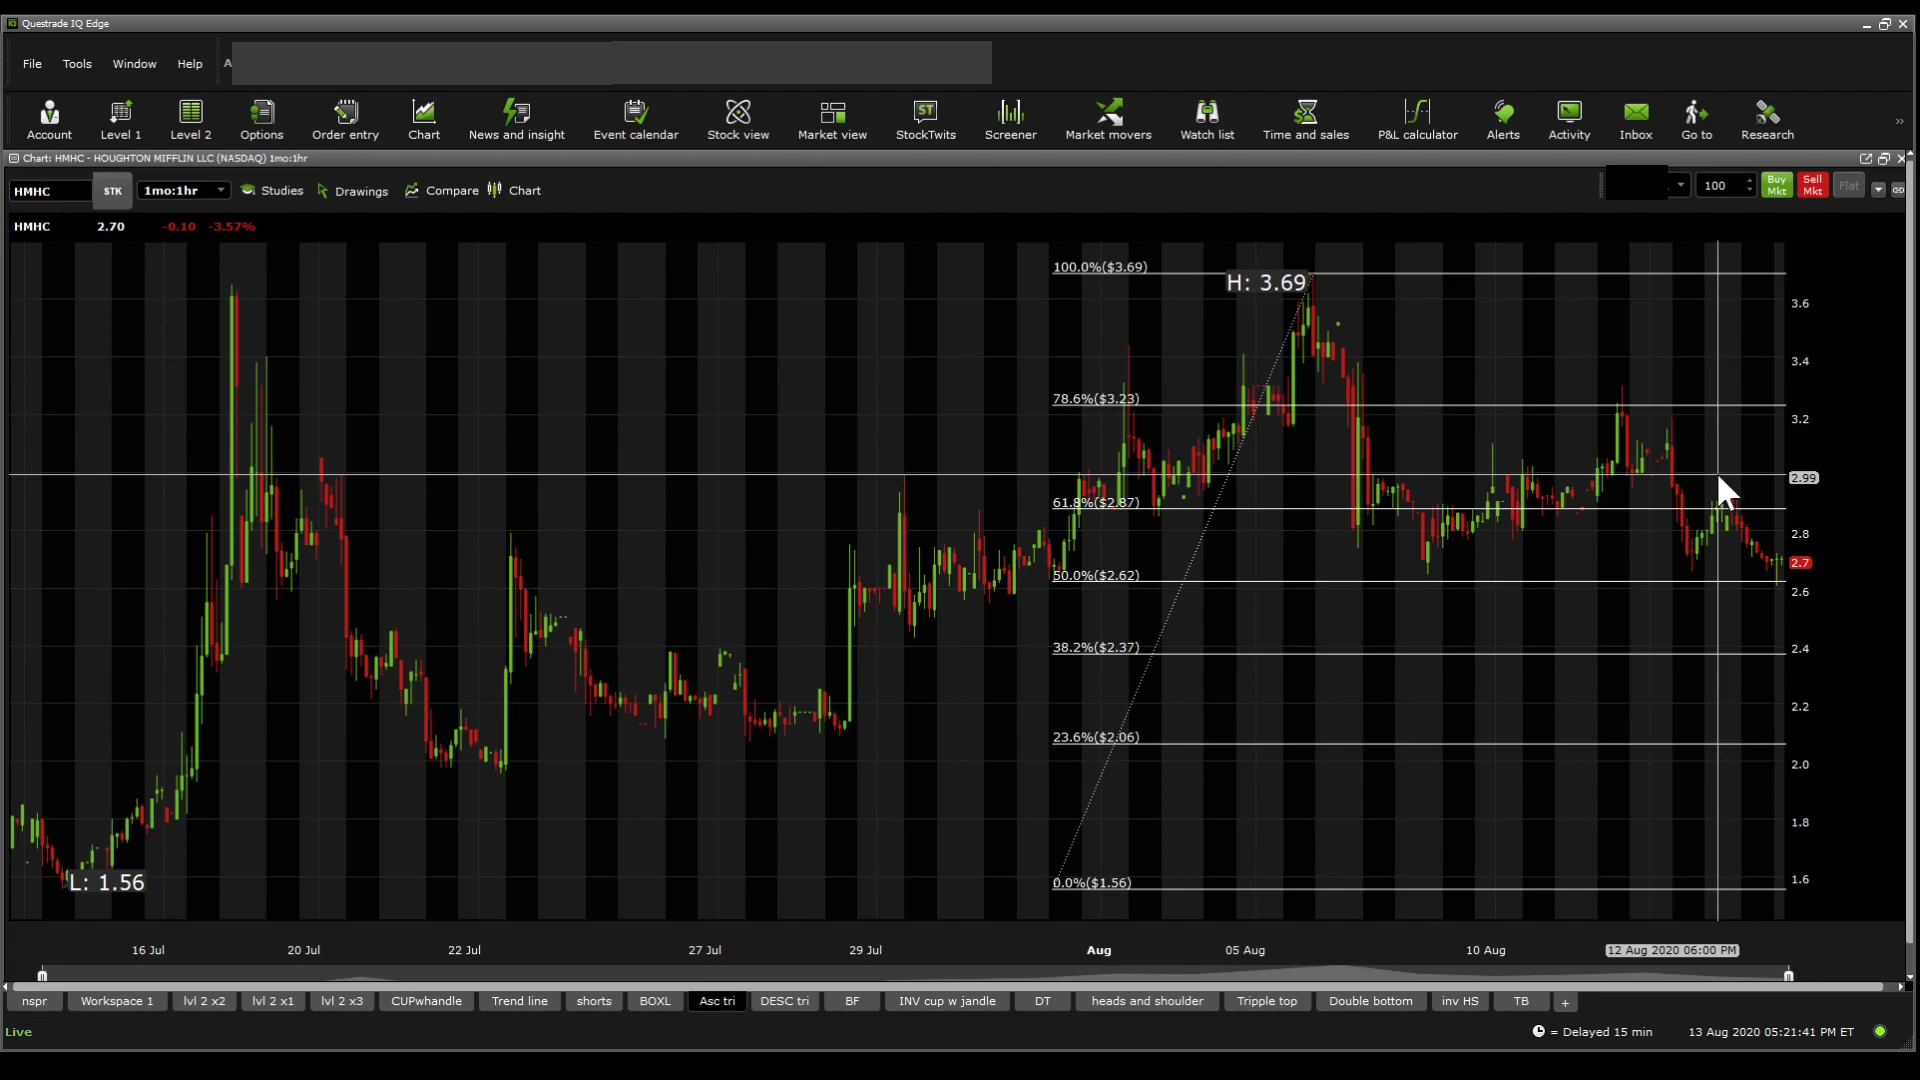 Questrade IQ Edge
File Tools Window Help A
Account Level 1 Level 2 Options Order entry Chart News and insight Event calendar Stock view Market view StockTwits Screener Market movers Watch list Time and sales P&L calculator Alerts Activity Inbox Go to Research
Chart: HMHC - HOUGHTON MIFFLIN LLC (NASDAQ) 1mo:1hr
HMHC STK 1mo:1hr Studies Drawings Compare Chart 100 Buy Mkt Sell Mkt Flat
HMHC 2.70 -0.10 -3.57%
100.0%($3.69)
H: 3.69
3.6
3.4
78.6%($3.23)
3.2
2.99
61.8%($2.87)
2.8
2.7
50.0%($2.62)
2.6
38.2%($2.37)
2.4
2.2
23.6%($2.06)
2.0
1.8
L: 1.56
0.0%($1.56)
1.6
16 Jul 20 Jul 22 Jul 27 Jul 29 Jul Aug 05 Aug 10 Aug 12 Aug 2020 06:00 PM
nspr Workspace 1 lvl 2 x2 lvl 2 x1 lvl 2 x3 CUPwhandle Trend line shorts BOXL Asc tri DESC tri BF INV cup w jandle DT heads and shoulder Tripple top Double bottom inv HS TB +
Live = Delayed 15 min 13 Aug 2020 05:21:41 PM ET